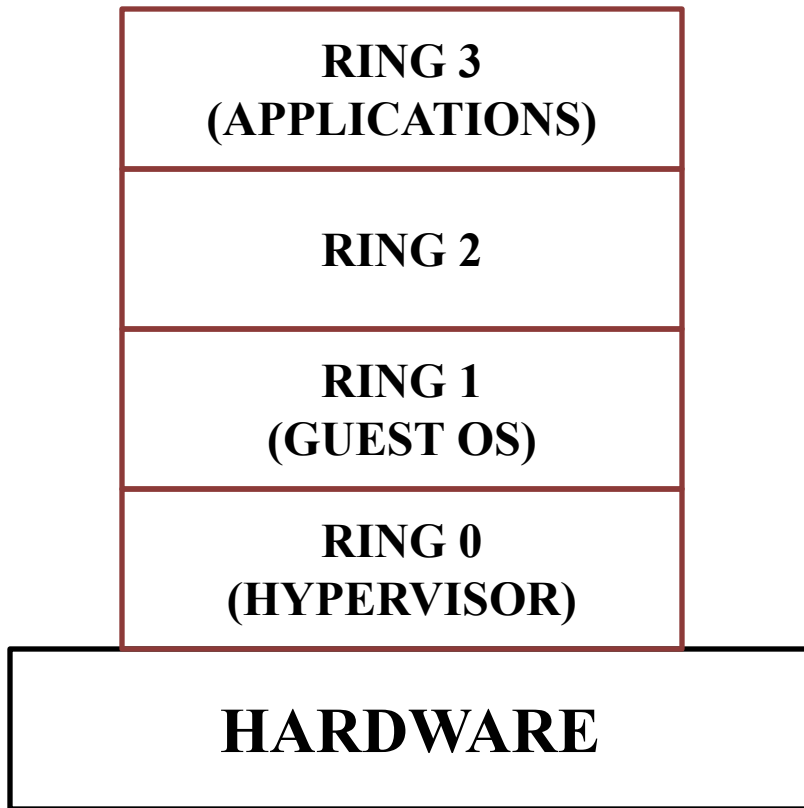 RING 3
(APPLICATIONS)
RING 2
RING 1
(GUEST OS)
RING 0
(HYPERVISOR)
HARDWARE